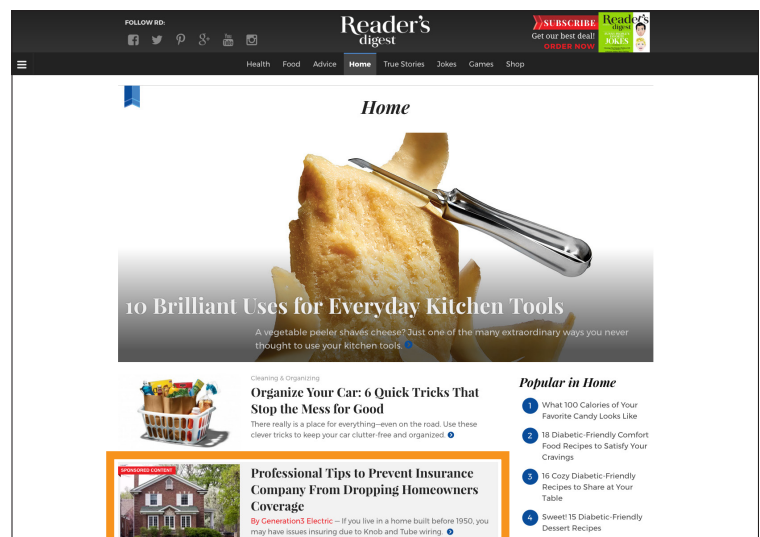 FOLLOW RD:
You
Tube
Reader's
digest
SUBSCRIBE
Get our best deal!
ORDER NOW
Reader's
digest
JOKES
Health Food Advice Home True Stories Jokes Games Shop
Home
10 Brilliant Uses for Everyday Kitchen Tools
A vegetable peeler shaves cheese? Just one of the many extraordinary ways you never
thought to use your kitchen tools.
Cleaning & Organizing
Organize Your Car: 6 Quick Tricks That
Stop the Mess for Good
There really is a place for everything—even on the road. Use these
clever tricks to keep your car clutter-free and organized.
SPONSORED CONTENT
Professional Tips to Prevent Insurance
Company From Dropping Homeowners
Coverage
By Generation3 Electric — If you live in a home built before 1950, you
may have issues insuring due to Knob and Tube wiring.
Popular in Home
1 What 100 Calories of Your
Favorite Candy Looks Like
2 18 Diabetic-Friendly Comfort
Food Recipes to Satisfy Your
Cravings
3 16 Cozy Diabetic-Friendly
Recipes to Share at Your
Table
4 Sweet! 15 Diabetic-Friendly
Dessert Recipes